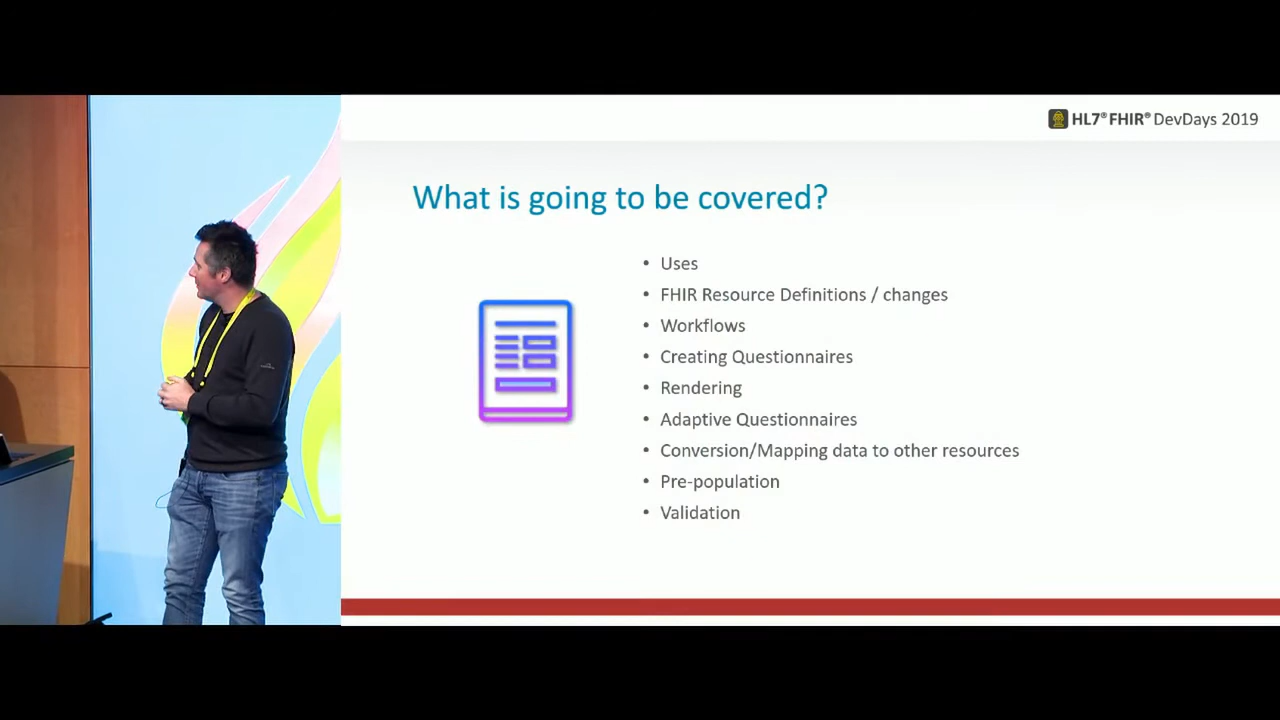 HL7® FHIR® DevDays 2019
What is going to be covered?
• Uses
• FHIR Resource Definitions / changes
• Workflows
• Creating Questionnaires
• Rendering
• Adaptive Questionnaires
• Conversion/Mapping data to other resources
• Pre-population
• Validation